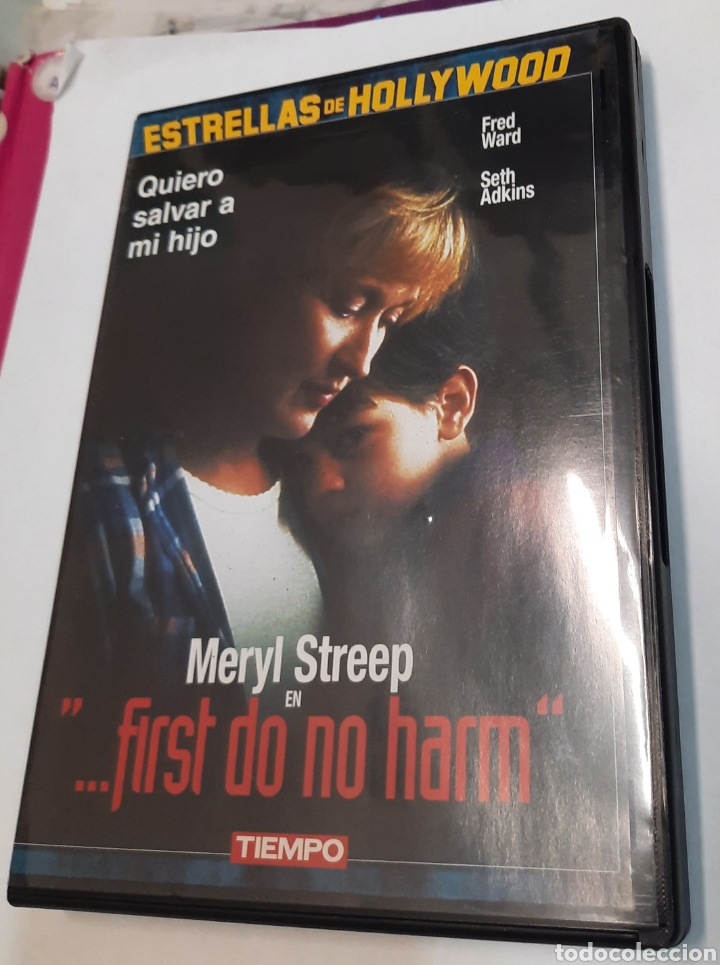 ESTRELLAS DE HOLLYWOOD
Fred
Ward
Seth
Adkins
Quiero
salvar a
mi hijo
Meryl Streep
EN
"...first do no harm"
TIEMPO
todocoleccion